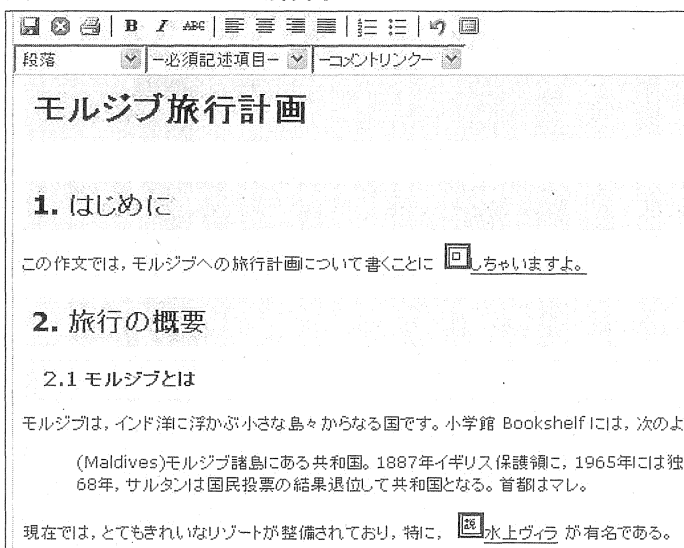 B I ABC
段落 −必須記述項目− −コメントリンク−
モルジブ旅行計画
1. はじめに
この作文では，モルジブへの旅行計画について書くことに 回 しちゃいますよ。
2. 旅行の概要
2.1 モルジブとは
モルジブは，インド洋に浮かぶ小さな島々からなる国です。小学館 Bookshelf には，次のよ
(Maldives)モルジブ諸島にある共和国。1887年イギリス保護領に，1965年には独
68年，サルタンは国民投票の結果退位して共和国となる。首都はマレ。
現在では，とてもきれいなリゾートが整備されており，特に， 説 水上ヴィラ が有名である。